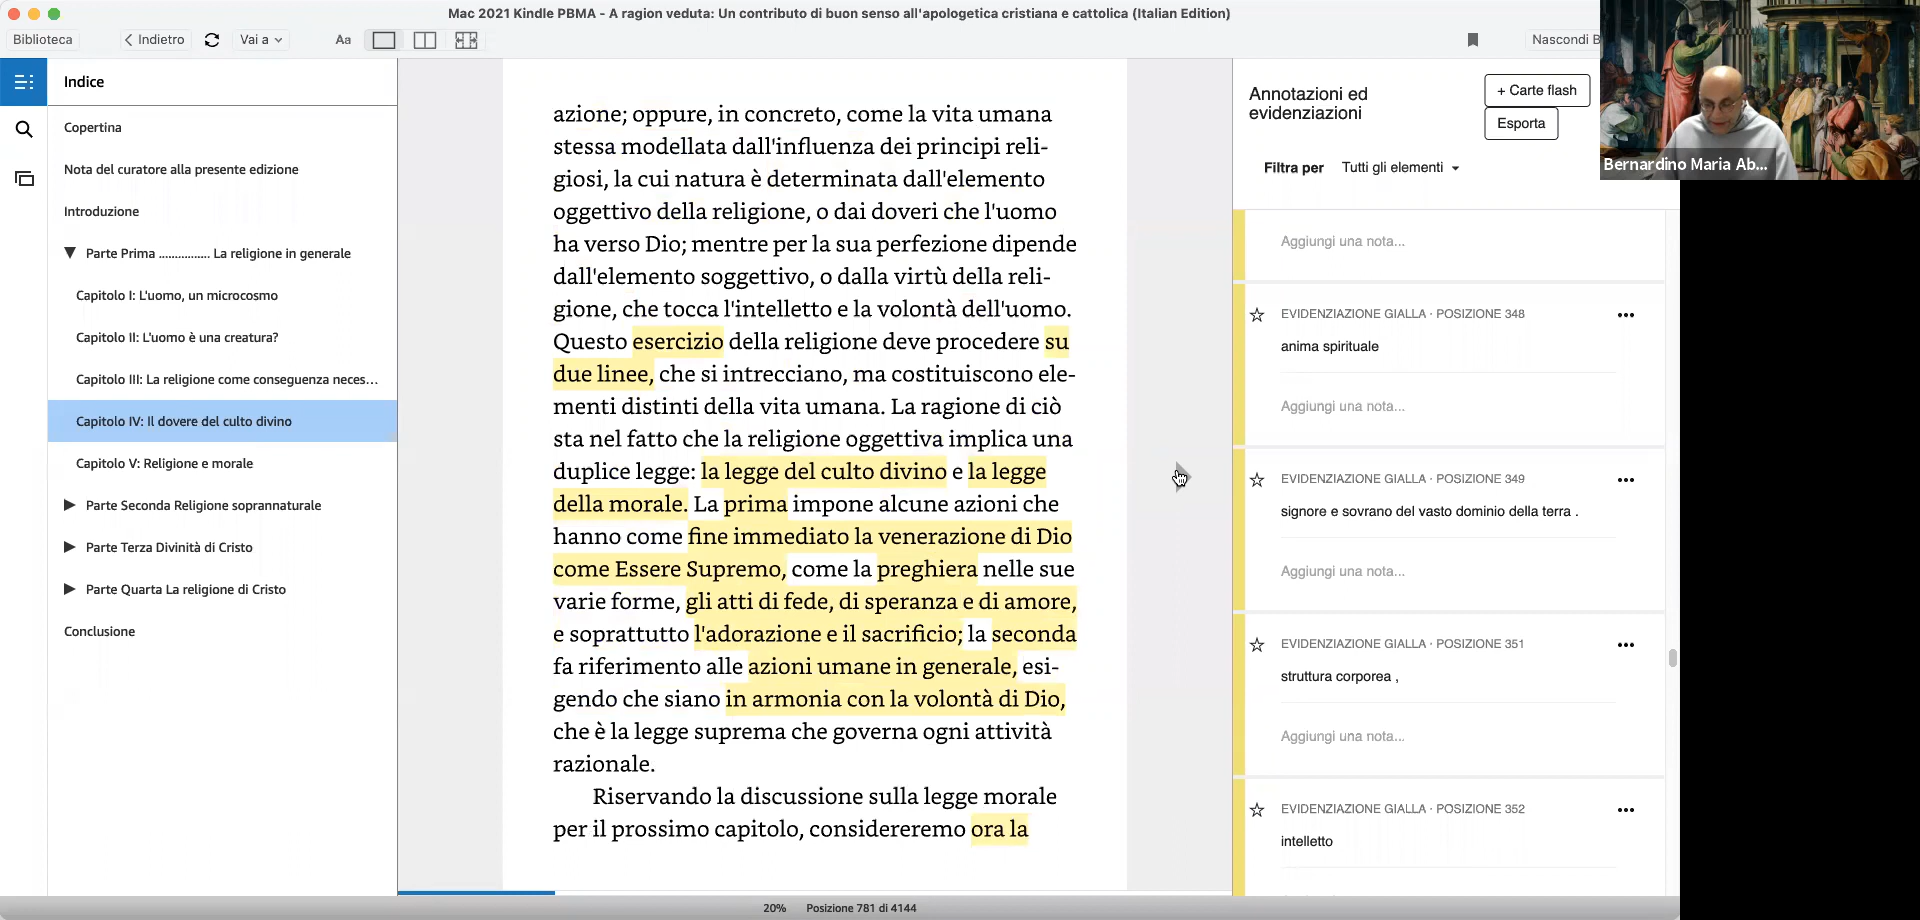 Mac 2021 Kindle PBMA - A ragion veduta: Un contributo di buon senso all'apologetica cristiana e cattolica (Italian Edition)
Biblioteca
Indietro
Vai a
Aa
Nascondi B
Indice
Copertina
Nota del curatore alla presente edizione
Introduzione
Parte Prima ................ La religione in generale
Capitolo I: L'uomo, un microcosmo
Capitolo II: L'uomo è una creatura?
Capitolo III: La religione come conseguenza neces...
Capitolo IV: Il dovere del culto divino
Capitolo V: Religione e morale
Parte Seconda Religione soprannaturale
Parte Terza Divinità di Cristo
Parte Quarta La religione di Cristo
Conclusione
azione; oppure, in concreto, come la vita umana
stessa modellata dall'influenza dei principi reli-
giosi, la cui natura è determinata dall'elemento
oggettivo della religione, o dai doveri che l'uomo
ha verso Dio; mentre per la sua perfezione dipende
dall'elemento soggettivo, o dalla virtù della reli-
gione, che tocca l'intelletto e la volontà dell'uomo.
Questo esercizio della religione deve procedere su
due linee, che si intrecciano, ma costituiscono ele-
menti distinti della vita umana. La ragione di ciò
sta nel fatto che la religione oggettiva implica una
duplice legge: la legge del culto divino e la legge
della morale. La prima impone alcune azioni che
hanno come fine immediato la venerazione di Dio
come Essere Supremo, come la preghiera nelle sue
varie forme, gli atti di fede, di speranza e di amore,
e soprattutto l'adorazione e il sacrificio; la seconda
fa riferimento alle azioni umane in generale, esi-
gendo che siano in armonia con la volontà di Dio,
che è la legge suprema che governa ogni attività
razionale.
Riservando la discussione sulla legge morale
per il prossimo capitolo, considereremo ora la
20% Posizione 781 di 4144
Annotazioni ed
evidenziazioni
+ Carte flash
Esporta
Filtra per Tutti gli elementi
Aggiungi una nota...
EVIDENZIAZIONE GIALLA · POSIZIONE 348
anima spirituale
Aggiungi una nota...
EVIDENZIAZIONE GIALLA · POSIZIONE 349
signore e sovrano del vasto dominio della terra .
Aggiungi una nota...
EVIDENZIAZIONE GIALLA · POSIZIONE 351
struttura corporea ,
Aggiungi una nota...
EVIDENZIAZIONE GIALLA · POSIZIONE 352
intelletto
Bernardino Maria Ab...